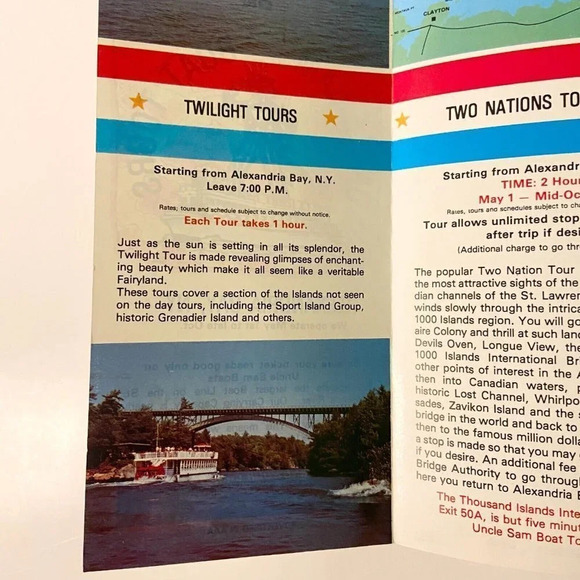 CLAYTON
TWILIGHT TOURS
Starting from Alexandria Bay, N.Y.
Leave 7:00 P.M.
Rates, tours and schedule subject to change without notice.
Each Tour takes 1 hour.
Just as the sun is setting in all its splendor, the
Twilight Tour is made revealing glimpses of enchant-
ing beauty which make it all seem like a veritable
Fairyland.
These tours cover a section of the Islands not seen
on the day tours, including the Sport Island Group,
historic Grenadier Island and others.
TWO NATIONS TO
Starting from Alexandr
TIME: 2 Hour
May 1 — Mid-Oc
Rates, tours and schedules subject to cha
Tour allows unlimited stop
after trip if desi
(Additional charge to go thr
The popular Two Nation Tour
the most attractive sights of the
dian channels of the St. Lawrer
winds slowly through the intrica
1000 Islands region. You will go
aire Colony and thrill at such land
Devils Oven, Longue View, the
1000 Islands International Br
other points of interest in the A
then into Canadian waters, p
historic Lost Channel, Whirlpo
sades, Zavikon Island and the s
bridge in the world and back to
then to the famous million dolla
a stop is made so that you may
if you desire. An additional fee
Bridge Authority to go through
here you return to Alexandria B
The Thousand Islands Inte
Exit 50A, is but five minut
Uncle Sam Boat To